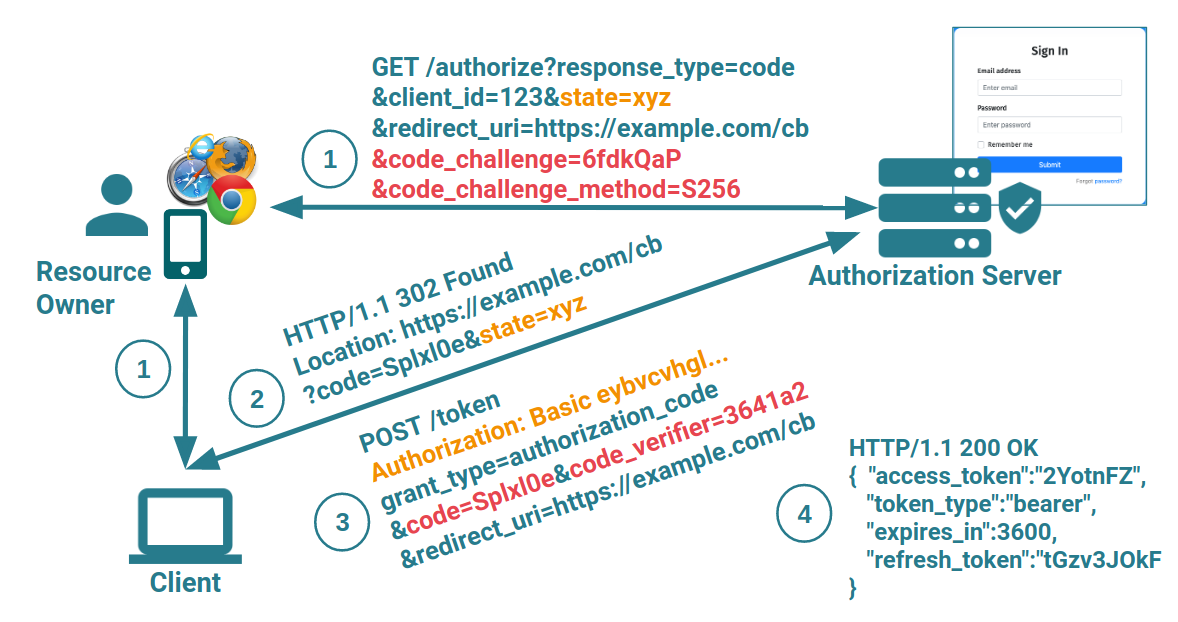 Sign In
Email address
Enter email
Password
Enter password
Remember me
Submit
Forgot password?
GET /authorize?response_type=code
&client_id=123&state=xyz
&redirect_uri=https://example.com/cb
&code_challenge=6fdkQaP
&code_challenge_method=S256
1
Resource
Owner
Authorization Server
1
HTTP/1.1 302 Found
Location: https://example.com/cb
?code=Splxl0e&state=xyz
2
POST /token
Authorization: Basic eybvcvhgl...
grant_type=authorization_code
&code=Splxl0e&code_verifier=3641a2
&redirect_uri=https://example.com/cb
3
HTTP/1.1 200 OK
{ "access_token":"2YotnFZ",
"token_type":"bearer",
"expires_in":3600,
"refresh_token":"tGzv3JOkF
}
4
Client